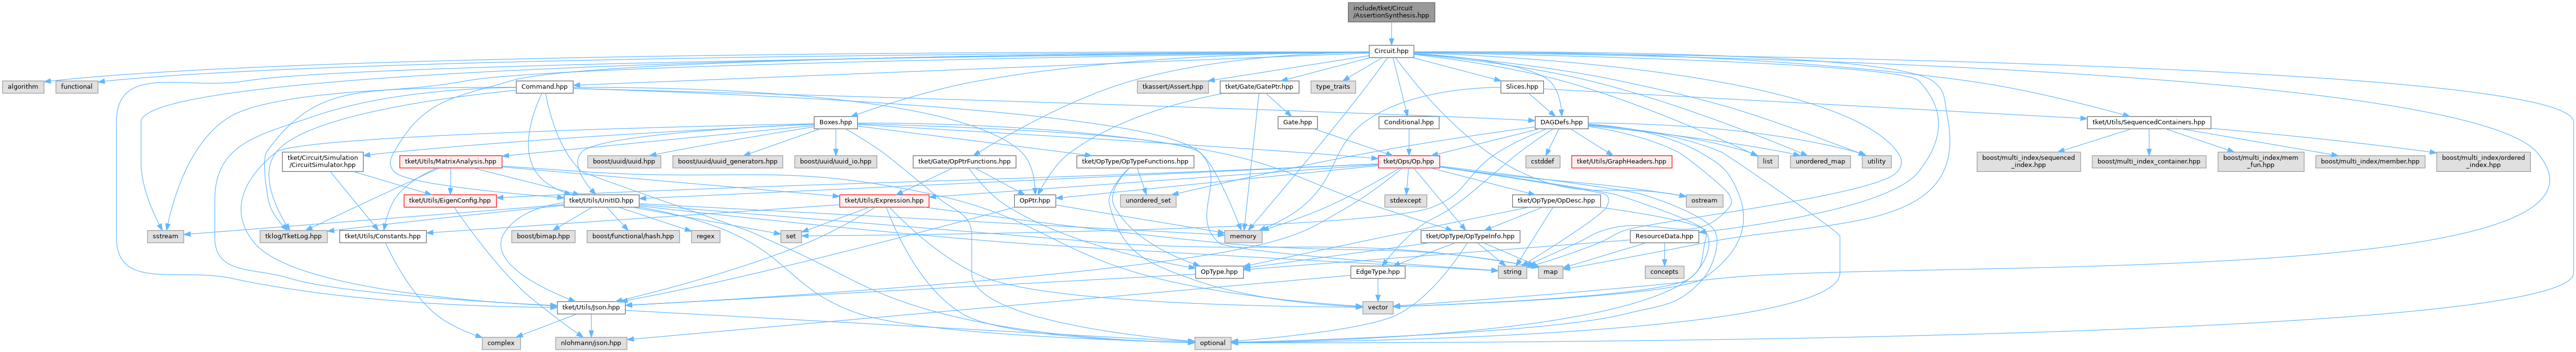 include/tket/Circuit
/AssertionSynthesis.hpp
Circuit.hpp
algorithm
functional
Command.hpp
tkassert/Assert.hpp
tket/Gate/GatePtr.hpp
type_traits
Slices.hpp
Boxes.hpp
Gate.hpp
Conditional.hpp
DAGDefs.hpp
tket/Utils/SequencedContainers.hpp
tket/Circuit/Simulation
/CircuitSimulator.hpp
tket/Utils/MatrixAnalysis.hpp
boost/uuid/uuid.hpp
boost/uuid/uuid_generators.hpp
boost/uuid/uuid_io.hpp
tket/Gate/OpPtrFunctions.hpp
tket/OpType/OpTypeFunctions.hpp
tket/Ops/Op.hpp
cstddef
tket/Utils/GraphHeaders.hpp
list
unordered_map
utility
boost/multi_index/sequenced
_index.hpp
boost/multi_index_container.hpp
boost/multi_index/mem
_fun.hpp
boost/multi_index/member.hpp
boost/multi_index/ordered
_index.hpp
tket/Utils/EigenConfig.hpp
tket/Utils/UnitID.hpp
tket/Utils/Expression.hpp
OpPtr.hpp
unordered_set
stdexcept
tket/OpType/OpDesc.hpp
ostream
sstream
tklog/TketLog.hpp
tket/Utils/Constants.hpp
boost/bimap.hpp
boost/functional/hash.hpp
regex
set
memory
tket/OpType/OpTypeInfo.hpp
ResourceData.hpp
OpType.hpp
EdgeType.hpp
string
map
concepts
tket/Utils/Json.hpp
vector
complex
nlohmann/json.hpp
optional